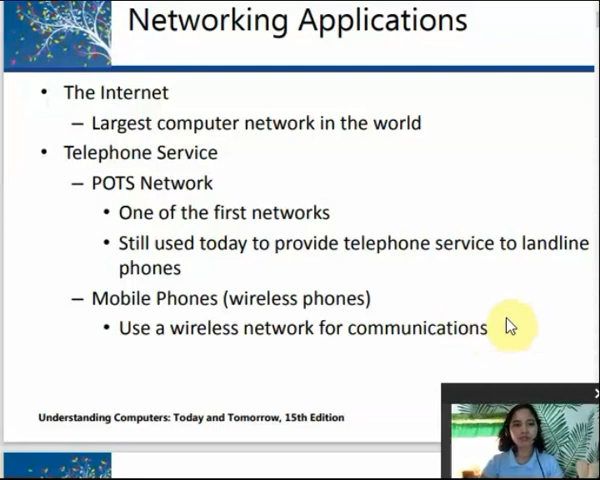 Networking Applications
• The Internet
– Largest computer network in the world
• Telephone Service
– POTS Network
• One of the first networks
• Still used today to provide telephone service to landline
phones
– Mobile Phones (wireless phones)
• Use a wireless network for communications
Understanding Computers: Today and Tomorrow, 15th Edition